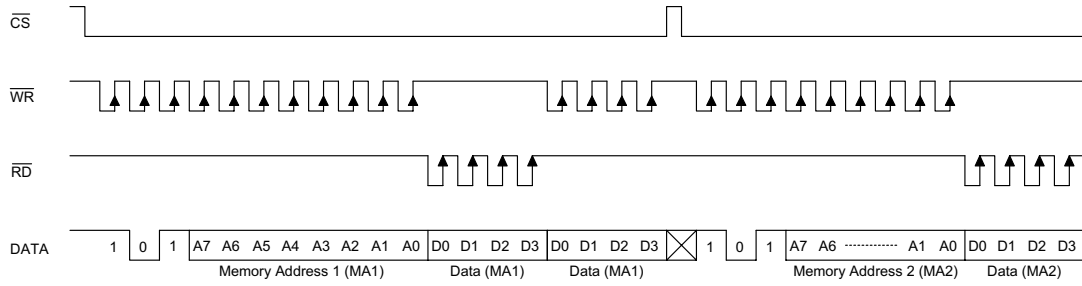 CS
WR
RD
DATA 1 0 1 A7 A6 A5 A4 A3 A2 A1 A0 D0 D1 D2 D3 D0 D1 D2 D3 1 0 1 A7 A6 A1 A0 D0 D1 D2 D3
Memory Address 1 (MA1) Data (MA1) Data (MA1) Memory Address 2 (MA2) Data (MA2)